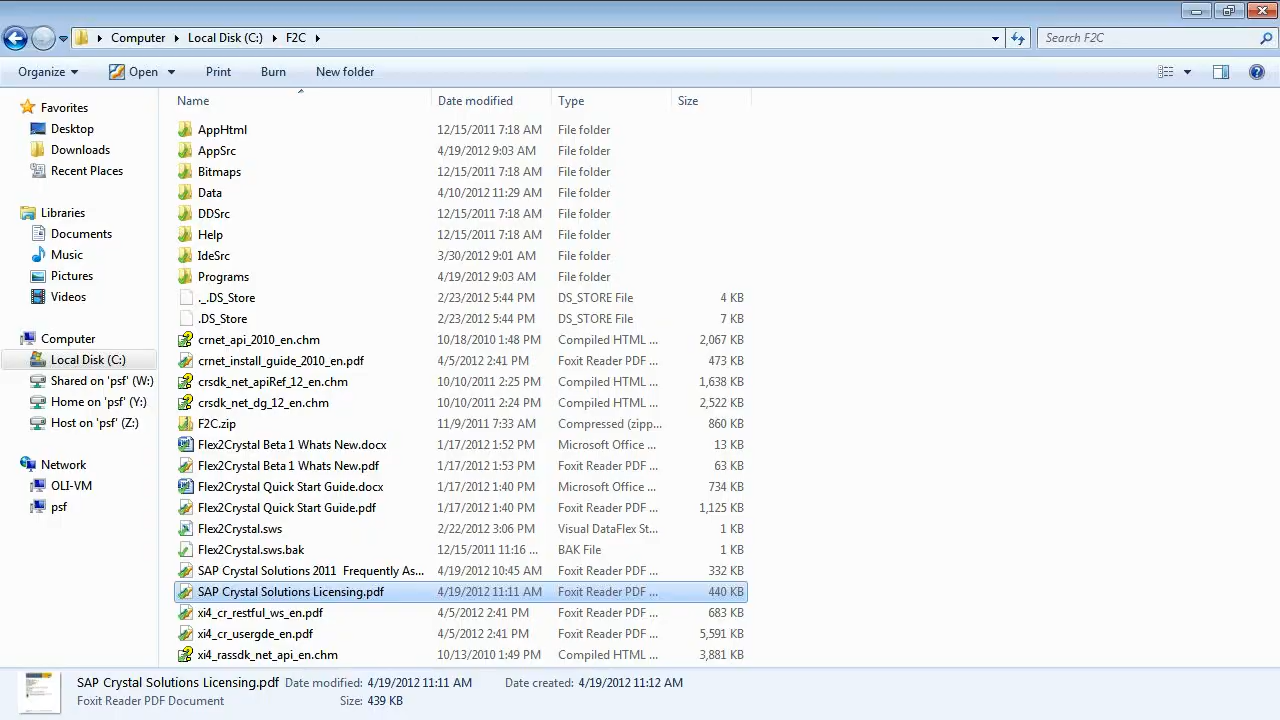 Computer Local Disk (C:) F2C Search F2C
Organize Open Print Burn New folder
Name Date modified Type Size
Favorites
Desktop
Downloads
Recent Places
Libraries
Documents
Music
Pictures
Videos
Computer
Local Disk (C:)
Shared on 'psf' (W:)
Home on 'psf' (Y:)
Host on 'psf' (Z:)
Network
OLI-VM
psf
AppHtml 12/15/2011 7:18 AM File folder
AppSrc 4/19/2012 9:03 AM File folder
Bitmaps 12/15/2011 7:18 AM File folder
Data 4/10/2012 11:29 AM File folder
DDSrc 12/15/2011 7:18 AM File folder
Help 12/15/2011 7:18 AM File folder
IdeSrc 3/30/2012 9:01 AM File folder
Programs 4/19/2012 9:03 AM File folder
._.DS_Store 2/23/2012 5:44 PM DS_STORE File 4 KB
.DS_Store 2/23/2012 5:44 PM DS_STORE File 7 KB
crnet_api_2010_en.chm 10/18/2010 1:48 PM Compiled HTML ... 2,067 KB
crnet_install_guide_2010_en.pdf 4/5/2012 2:41 PM Foxit Reader PDF ... 473 KB
crsdk_net_apiRef_12_en.chm 10/10/2011 2:25 PM Compiled HTML ... 1,638 KB
crsdk_net_dg_12_en.chm 10/10/2011 2:24 PM Compiled HTML ... 2,522 KB
F2C.zip 11/9/2011 7:33 AM Compressed (zipp... 860 KB
Flex2Crystal Beta 1 Whats New.docx 1/17/2012 1:52 PM Microsoft Office ... 13 KB
Flex2Crystal Beta 1 Whats New.pdf 1/17/2012 1:53 PM Foxit Reader PDF ... 63 KB
Flex2Crystal Quick Start Guide.docx 1/17/2012 1:40 PM Microsoft Office ... 734 KB
Flex2Crystal Quick Start Guide.pdf 1/17/2012 1:40 PM Foxit Reader PDF ... 1,125 KB
Flex2Crystal.sws 2/22/2012 3:06 PM Visual DataFlex St... 1 KB
Flex2Crystal.sws.bak 12/15/2011 11:16 ... BAK File 1 KB
SAP Crystal Solutions 2011  Frequently As... 4/19/2012 10:45 AM Foxit Reader PDF ... 332 KB
SAP Crystal Solutions Licensing.pdf 4/19/2012 11:11 AM Foxit Reader PDF ... 440 KB
xi4_cr_restful_ws_en.pdf 4/5/2012 2:41 PM Foxit Reader PDF ... 683 KB
xi4_cr_usergde_en.pdf 4/5/2012 2:41 PM Foxit Reader PDF ... 5,591 KB
xi4_rassdk_net_api_en.chm 10/13/2010 1:49 PM Compiled HTML ... 3,881 KB
SAP Crystal Solutions Licensing.pdf Date modified: 4/19/2012 11:11 AM Date created: 4/19/2012 11:12 AM
Foxit Reader PDF Document Size: 439 KB